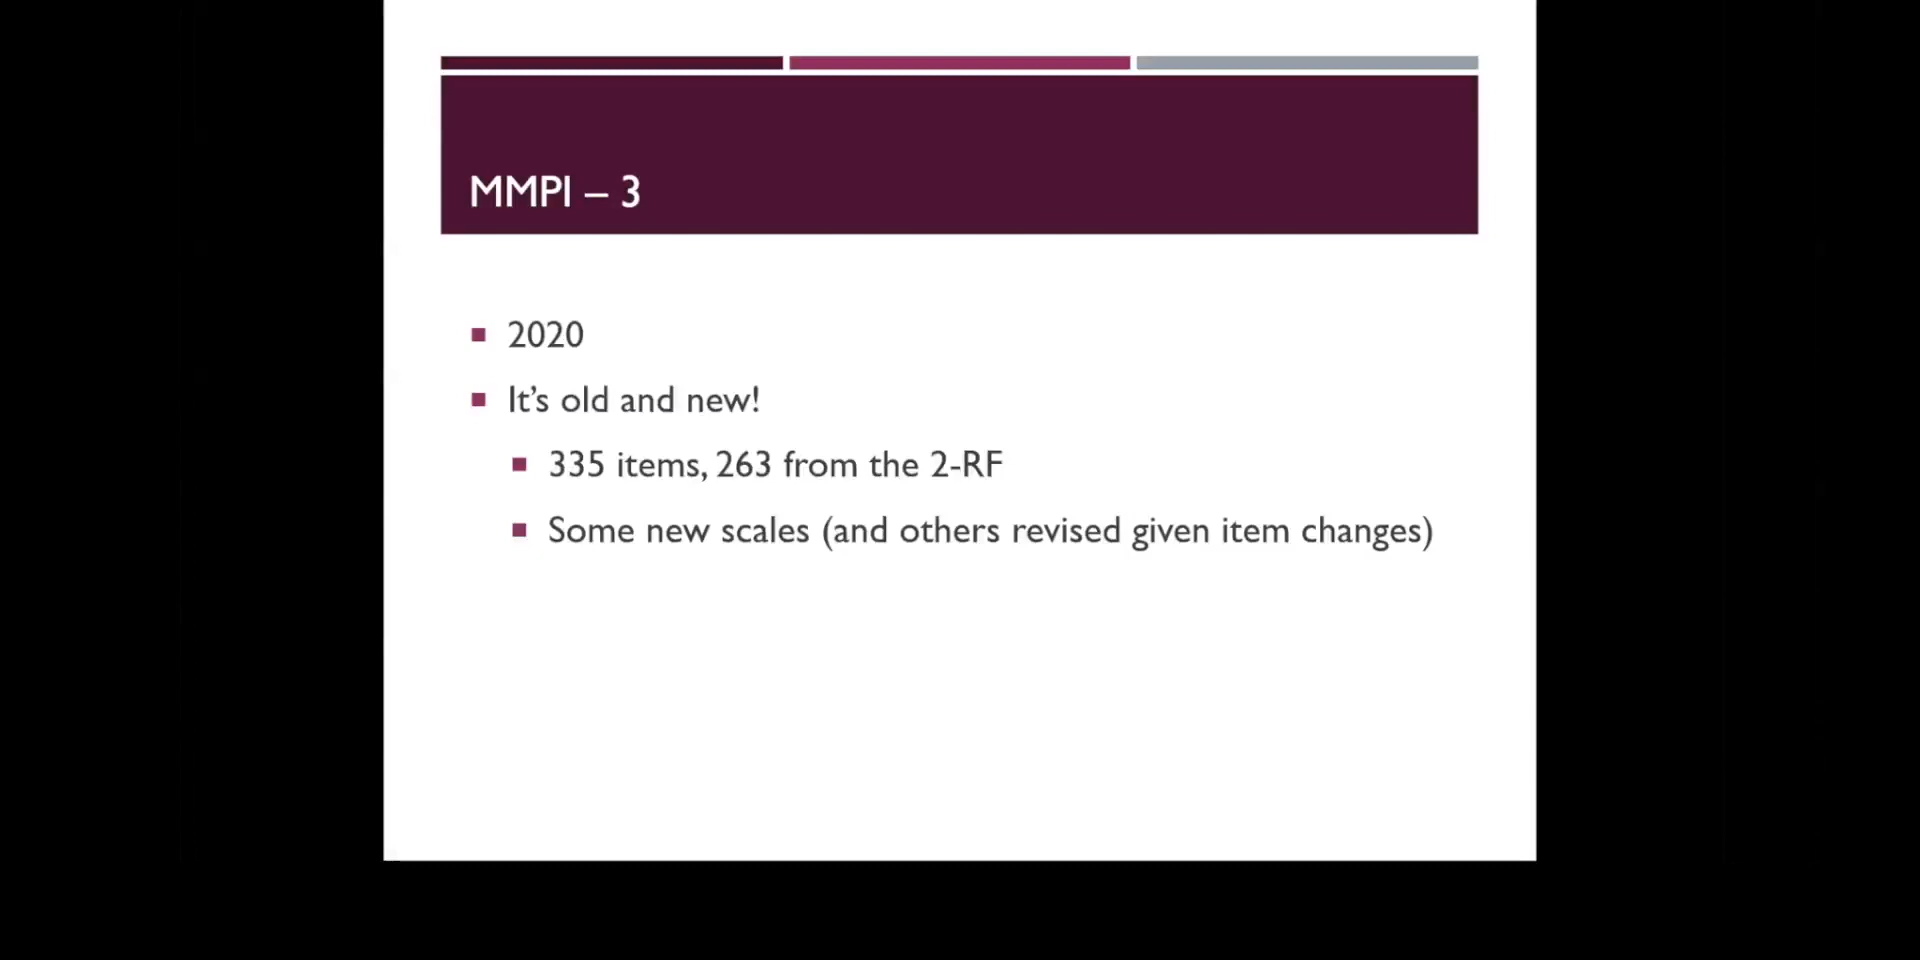 MMPI – 3
2020
It’s old and new!
335 items, 263 from the 2-RF
Some new scales (and others revised given item changes)